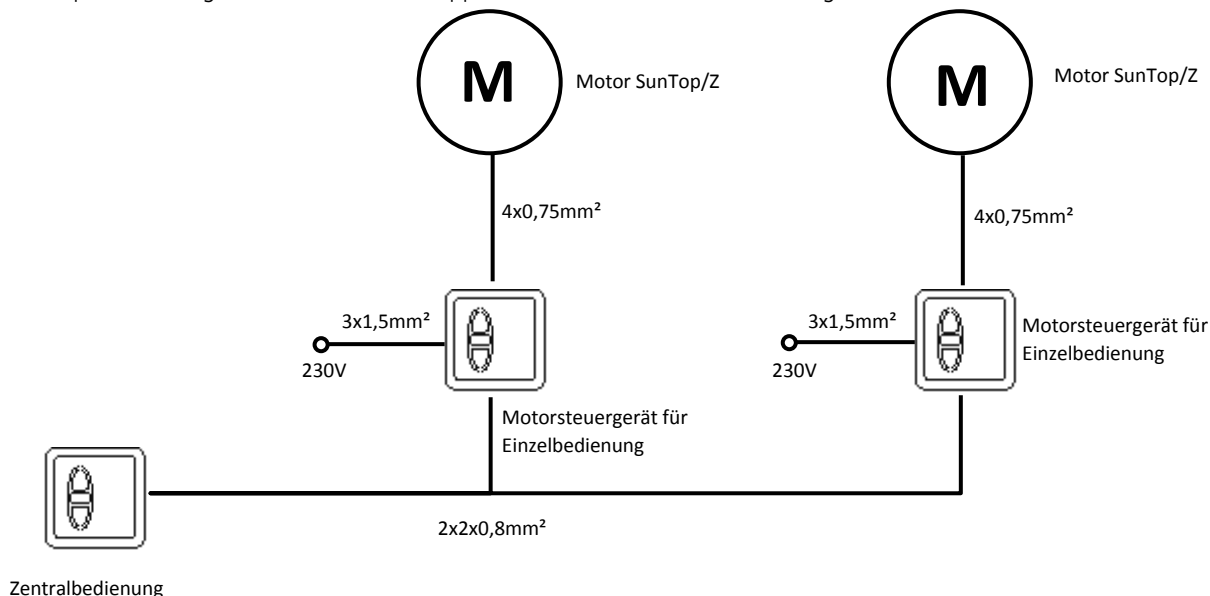 M
Motor SunTop/Z
M
Motor SunTop/Z
4x0,75mm²
4x0,75mm²
3x1,5mm²
230V
3x1,5mm²
230V
Motorsteuergerät für
Einzelbedienung
Motorsteuergerät für
Einzelbedienung
2x2x0,8mm²
Zentralbedienung